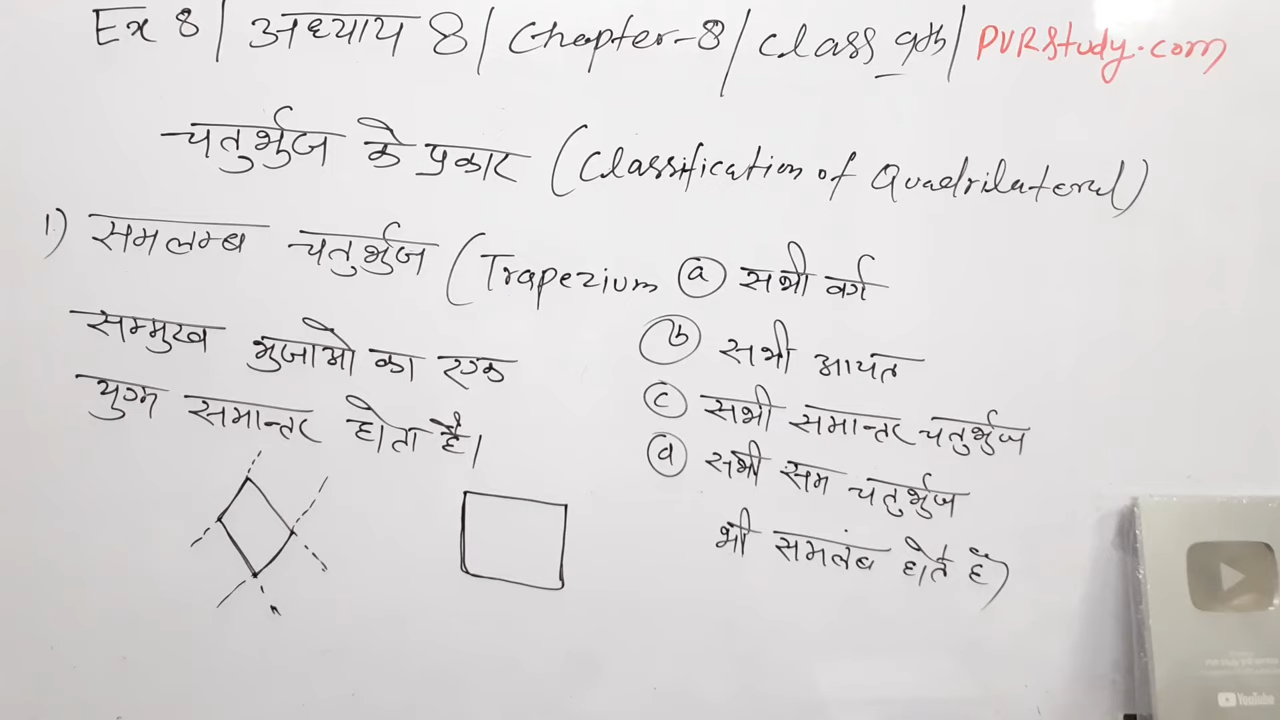 Ex 8 | अध्याय 8 | Chapter-8 | Class 9th | PVRStudy.com
चतुर्भुज के प्रकार (Classification of Quadrilateral)
1.) समलम्ब चतुर्भुज (Trapezium
सम्मुख भुजाओ का एक
युग्म समान्तर होता है।
(a) सभी वर्ग
(b) सभी आयत
(c) सभी समान्तर चतुर्भुज
(d) सभी सम चतुर्भुज
भी समलंब होते हैं)
YouTube